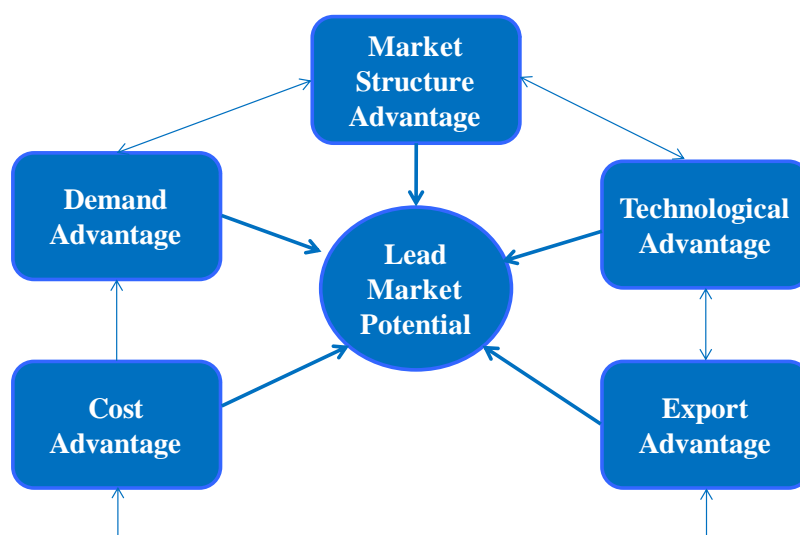 Market
Structure
Advantage
Demand
Advantage
Technological
Advantage
Lead
Market
Potential
Cost
Advantage
Export
Advantage